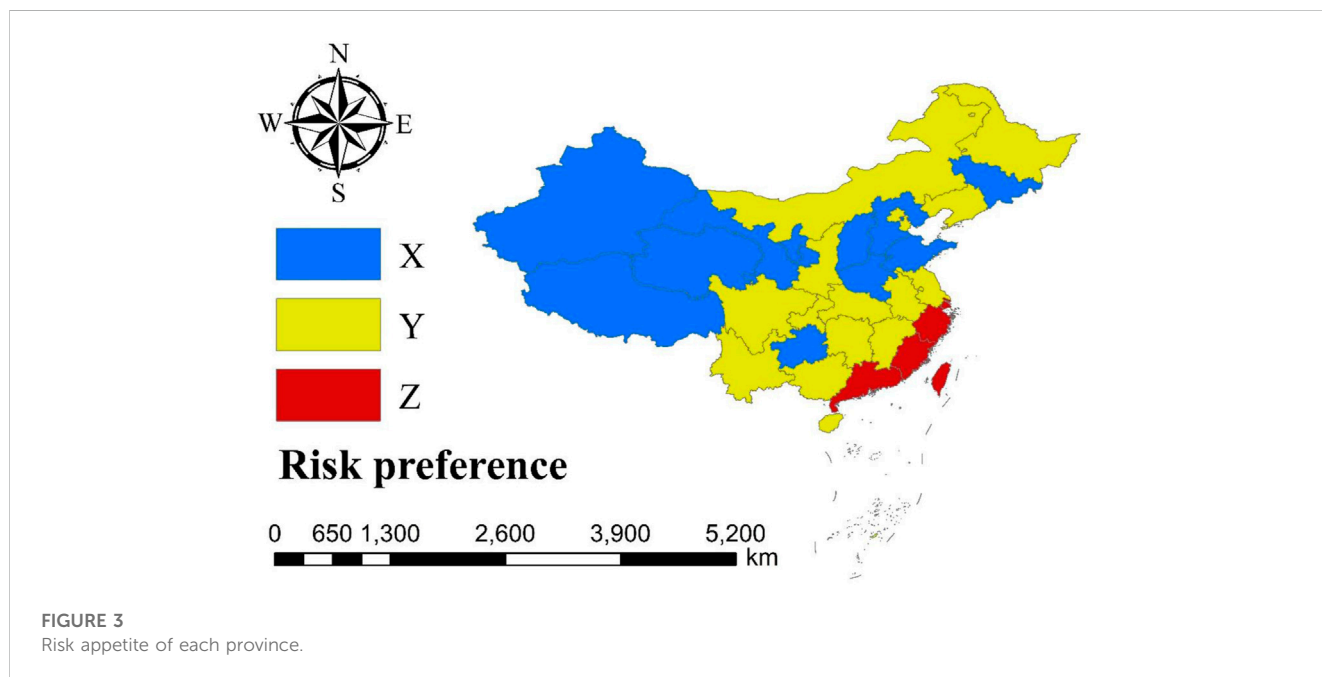 N
W E
S
X
Y
Z
Risk preference
0 650 1,300 2,600 3,900 5,200
km
FIGURE 3
Risk appetite of each province.